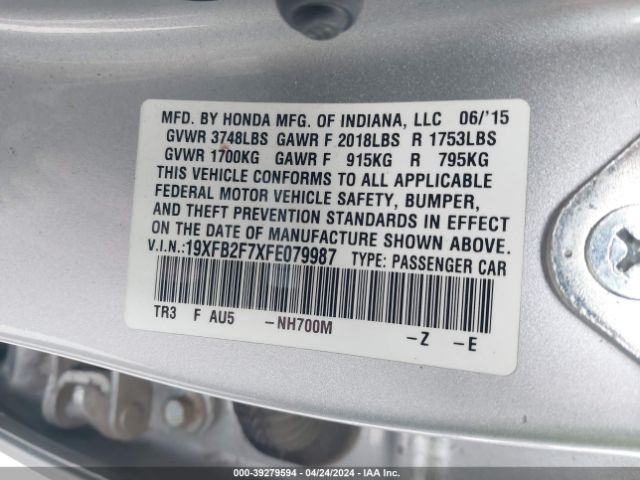 MFD. BY HONDA MFG. OF INDIANA, LLC 06/'15
GVWR 3748LBS GAWR F 2018LBS R 1753LBS
GVWR 1700KG GAWR F 915KG R 795KG
THIS VEHICLE CONFORMS TO ALL APPLICABLE
FEDERAL MOTOR VEHICLE SAFETY, BUMPER,
AND THEFT PREVENTION STANDARDS IN EFFECT
ON THE DATE OF MANUFACTURE SHOWN ABOVE.
V.I.N.:19XFB2F7XFE079987 TYPE: PASSENGER CAR
TR3 F AU5 -NH700M
-Z -E
000-39279594 - 04/24/2024 - IAA Inc.